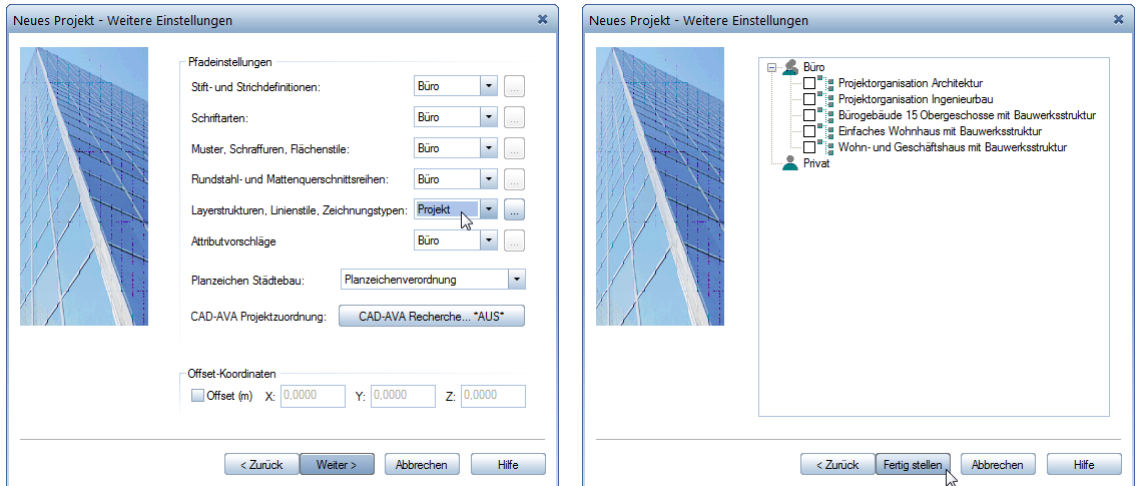 Neues Projekt - Weitere Einstellungen
Pfadeinstellungen
Stift- und Strichdefinitionen: Büro ...
Schriftarten: Büro ...
Muster, Schraffuren, Flächenstile: Büro ...
Rundstahl- und Mattenquerschnittsreihen: Büro ...
Layerstrukturen, Linienstile, Zeichnungstypen: Projekt ...
Attributvorschläge Büro ...
Planzeichen Städtebau: Planzeichenverordnung
CAD-AVA Projektzuordnung: CAD-AVA Recherche... *AUS*
Offset-Koordinaten
Offset (m) X: 0,0000 Y: 0,0000 Z: 0,0000
< Zurück Weiter > Abbrechen Hilfe
Neues Projekt - Weitere Einstellungen
Büro
Projektorganisation Architektur
Projektorganisation Ingenieurbau
Bürogebäude 15 Obergeschosse mit Bauwerksstruktur
Einfaches Wohnhaus mit Bauwerksstruktur
Wohn- und Geschäftshaus mit Bauwerksstruktur
Privat
< Zurück Fertig stellen Abbrechen Hilfe